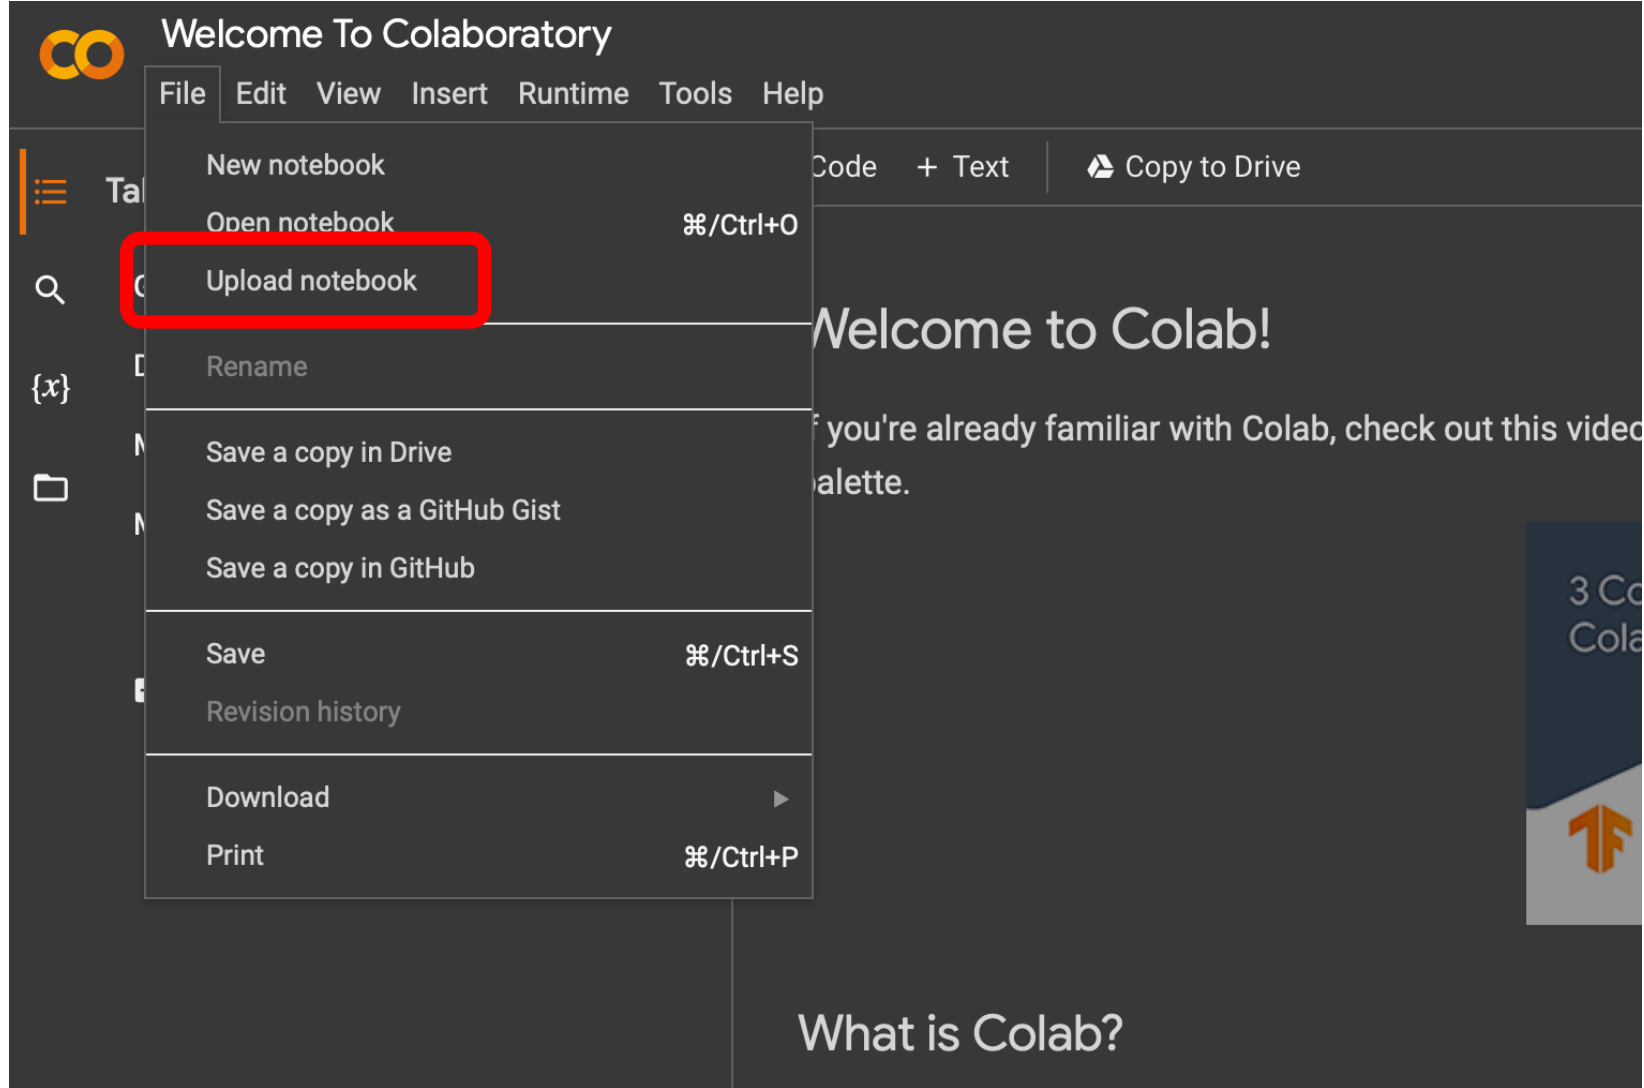 Welcome To Colaboratory
File Edit View Insert Runtime Tools Help
New notebook
Open notebook ⌘/Ctrl+O
Upload notebook
Rename
Save a copy in Drive
Save a copy as a GitHub Gist
Save a copy in GitHub
Save ⌘/Ctrl+S
Revision history
Download
Print ⌘/Ctrl+P
Code + Text Copy to Drive
{x}
Welcome to Colab!
you're already familiar with Colab, check out this
What is Colab?